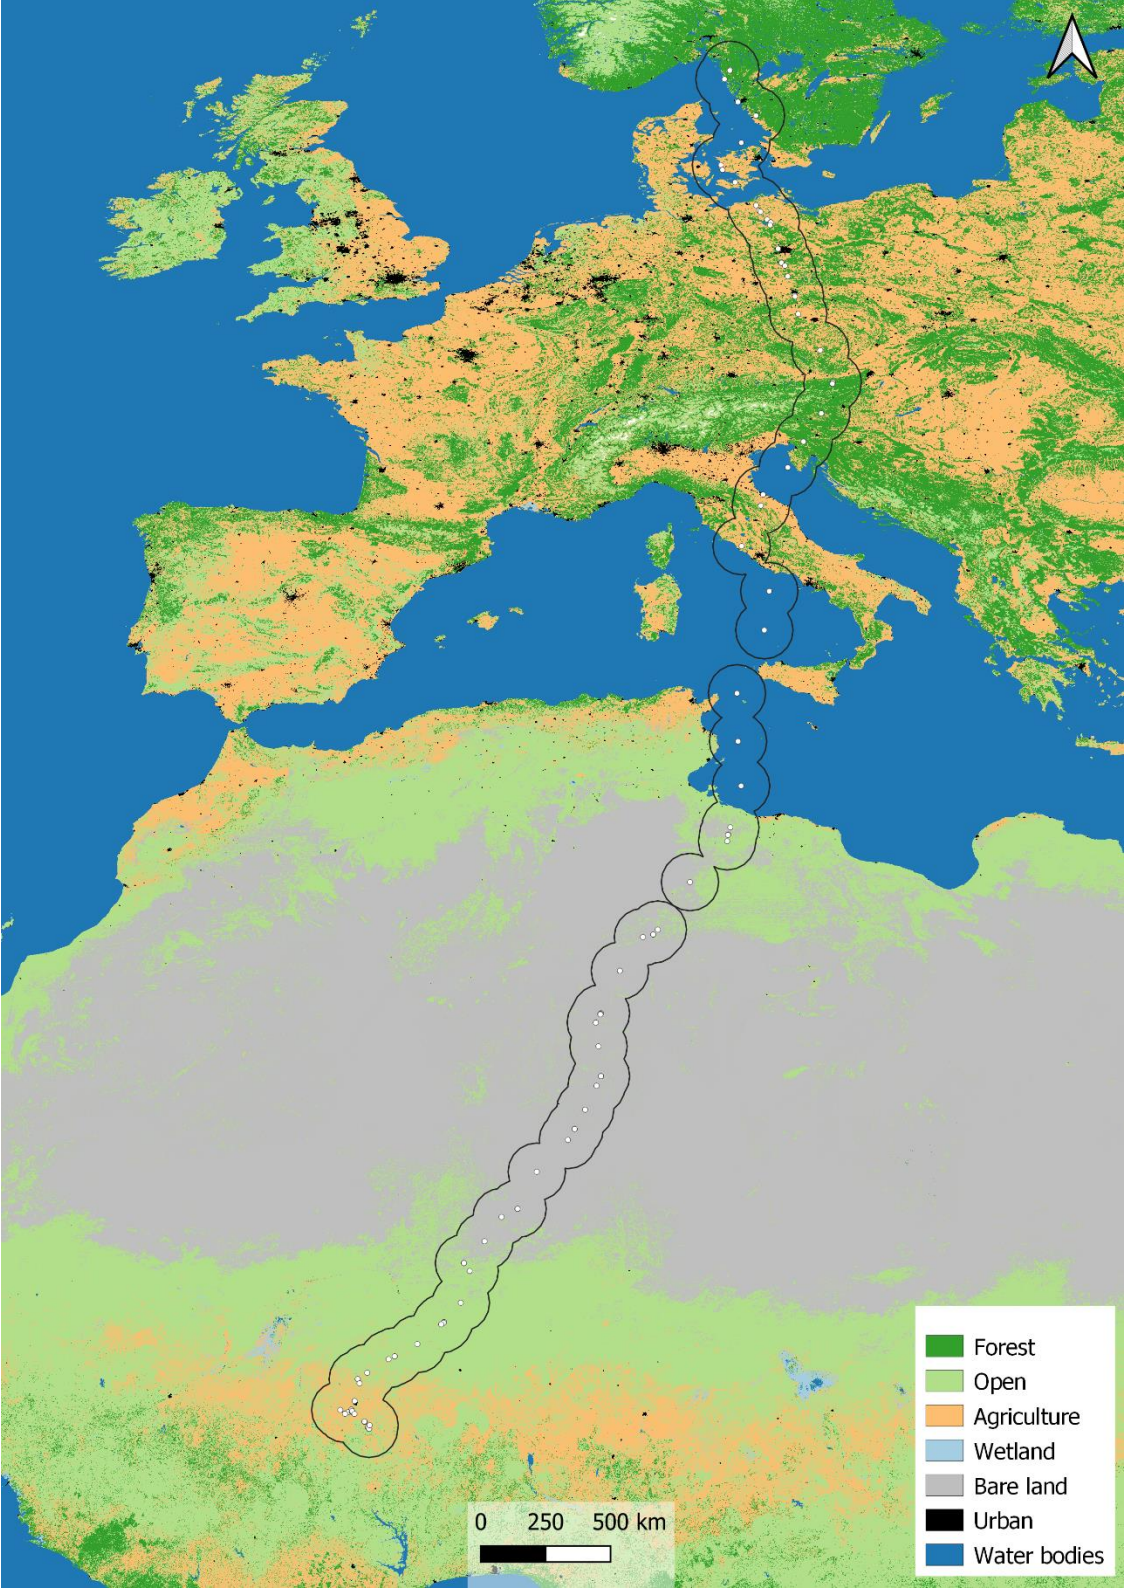 0 250 500 km
Forest
Open
Agriculture
Wetland
Bare land
Urban
Water bodies